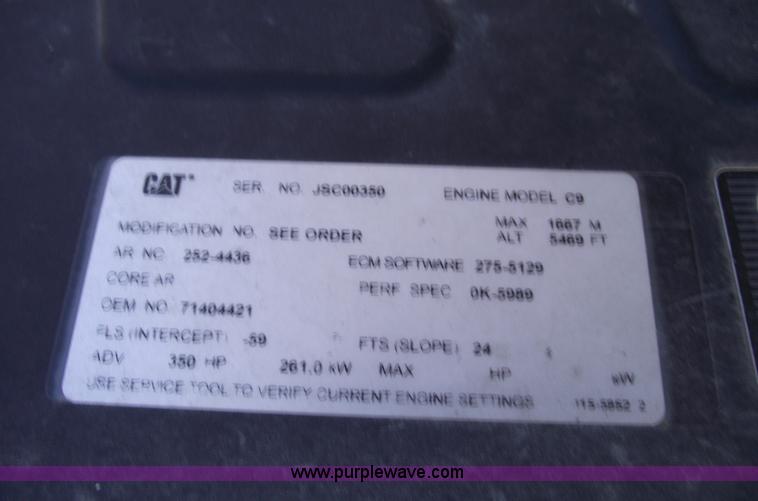 CAT SER. NO. JSC00350 ENGINE MODEL C9
MODIFICATION NO. SEE ORDER MAX ALT 1667 M 5469 FT
AR NO 252-4436 ECM SOFTWARE 275-5129
CORE AR PERF SPEC 0K-5989
OEM NO 71404421
FLS (INTERCEPT) -59 FTS (SLOPE) 24
ADV 350 HP 261.0 kW MAX HP kW
USE SERVICE TOOL TO VERIFY CURRENT ENGINE SETTINGS 115-5852 2
www.purplewave.com